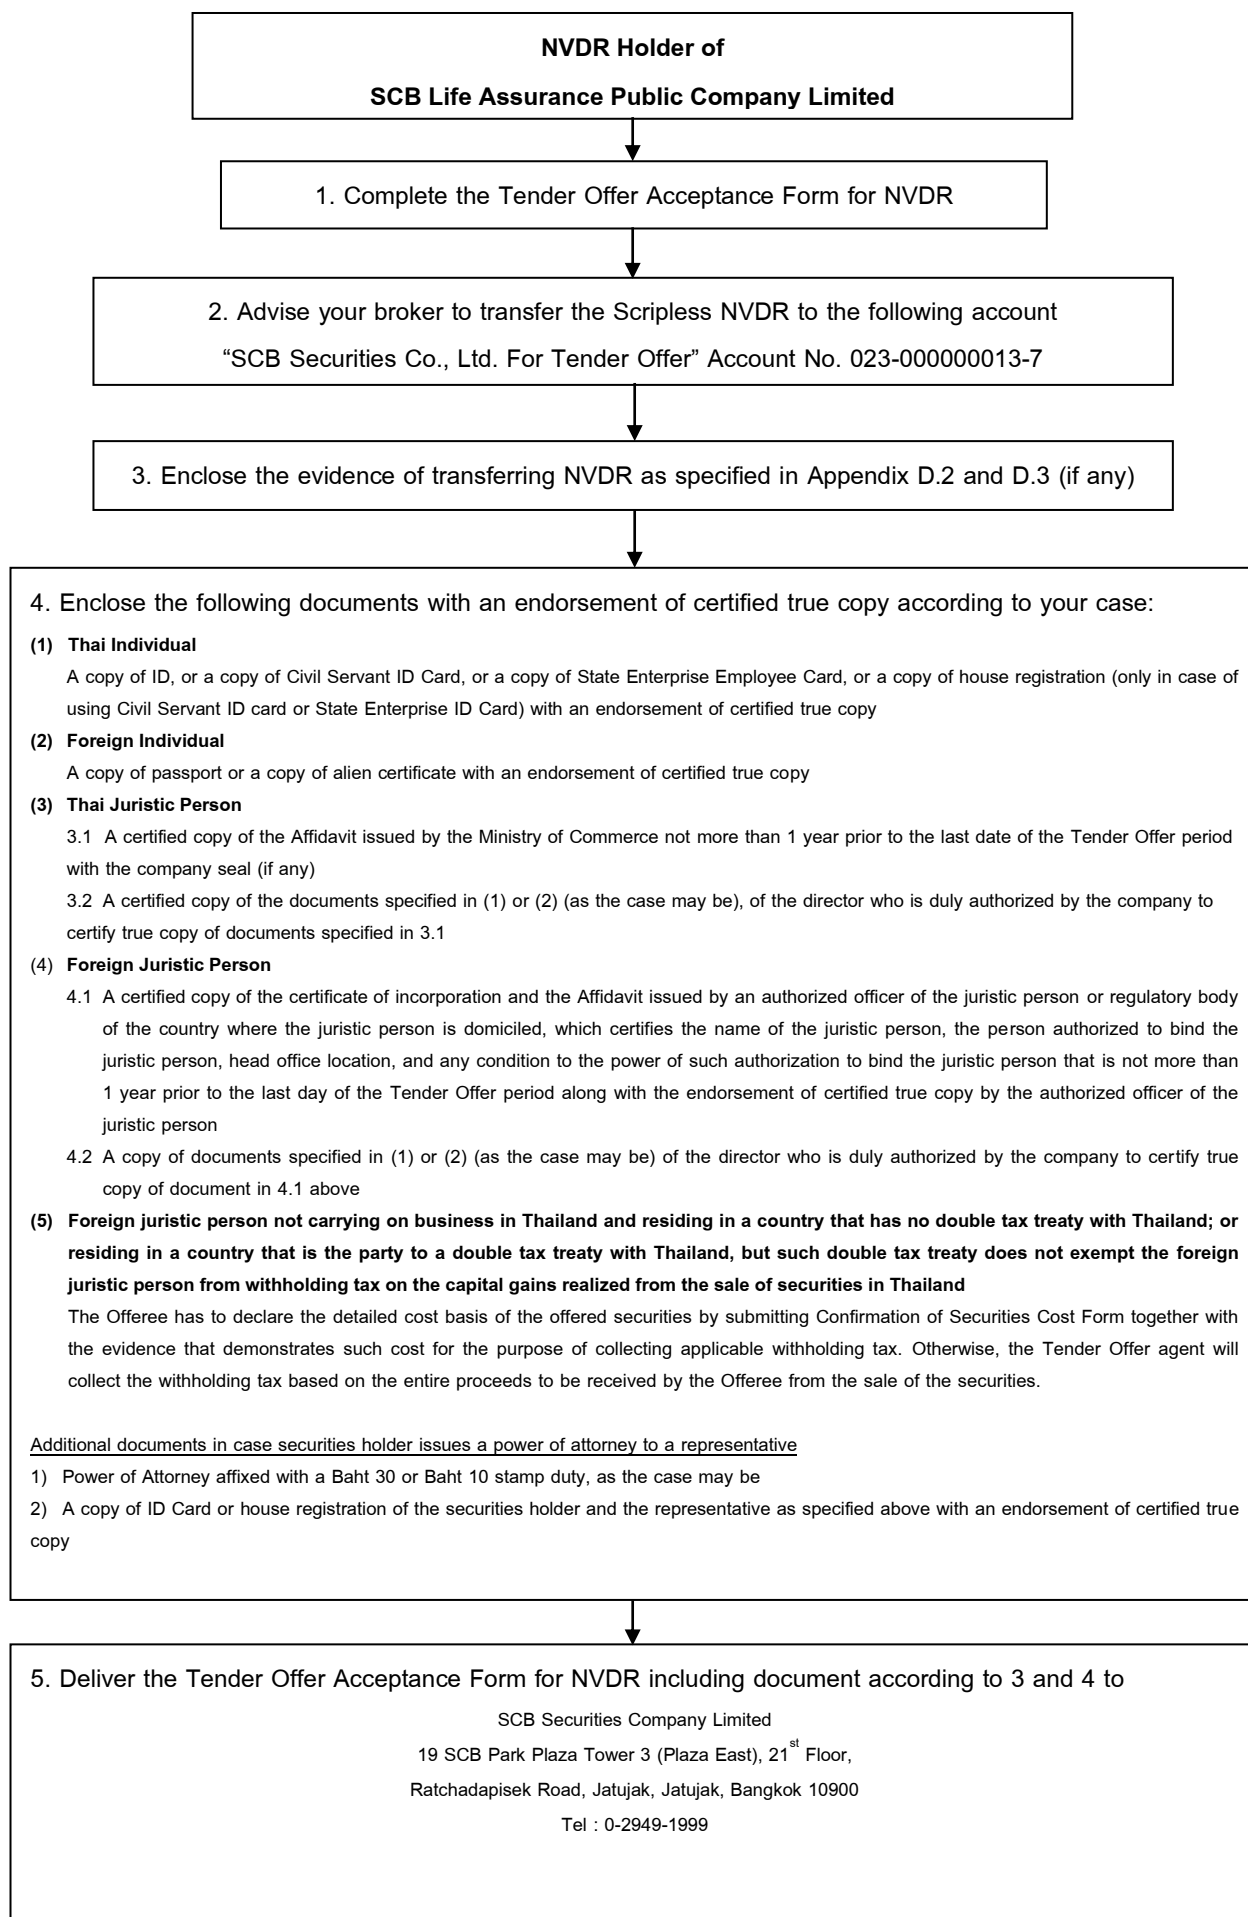 NVDR Holder of
SCB Life Assurance Public Company Limited
1. Complete the Tender Offer Acceptance Form for NVDR
2. Advise your broker to transfer the Scripless NVDR to the following account
“SCB Securities Co., Ltd. For Tender Offer” Account No. 023-000000013-7
3. Enclose the evidence of transferring NVDR as specified in Appendix D.2 and D.3 (if any)
4. Enclose the following documents with an endorsement of certified true copy according to your case:
(1) Thai Individual
A copy of ID, or a copy of Civil Servant ID Card, or a copy of State Enterprise Employee Card, or a copy of house registration (only in case of
using Civil Servant ID card or State Enterprise ID Card) with an endorsement of certified true copy
(2) Foreign Individual
A copy of passport or a copy of alien certificate with an endorsement of certified true copy
(3) Thai Juristic Person
3.1 A certified copy of the Affidavit issued by the Ministry of Commerce not more than 1 year prior to the last date of the Tender Offer period
with the company seal (if any)
3.2 A certified copy of the documents specified in (1) or (2) (as the case may be), of the director who is duly authorized by the company to
certify true copy of documents specified in 3.1
(4) Foreign Juristic Person
4.1 A certified copy of the certificate of incorporation and the Affidavit issued by an authorized officer of the juristic person or regulatory body
of the country where the juristic person is domiciled, which certifies the name of the juristic person, the person authorized to bind the
juristic person, head office location, and any condition to the power of such authorization to bind the juristic person that is not more than
1 year prior to the last day of the Tender Offer period along with the endorsement of certified true copy by the authorized officer of the
juristic person
4.2 A copy of documents specified in (1) or (2) (as the case may be) of the director who is duly authorized by the company to certify true
copy of document in 4.1 above
(5) Foreign juristic person not carrying on business in Thailand and residing in a country that has no double tax treaty with Thailand; or
residing in a country that is the party to a double tax treaty with Thailand, but such double tax treaty does not exempt the foreign
juristic person from withholding tax on the capital gains realized from the sale of securities in Thailand
The Offeree has to declare the detailed cost basis of the offered securities by submitting Confirmation of Securities Cost Form together with
the evidence that demonstrates such cost for the purpose of collecting applicable withholding tax. Otherwise, the Tender Offer agent will
collect the withholding tax based on the entire proceeds to be received by the Offeree from the sale of the securities.
Additional documents in case securities holder issues a power of attorney to a representative
1) Power of Attorney affixed with a Baht 30 or Baht 10 stamp duty, as the case may be
2) A copy of ID Card or house registration of the securities holder and the representative as specified above with an endorsement of certified true
copy
5. Deliver the Tender Offer Acceptance Form for NVDR including document according to 3 and 4 to
SCB Securities Company Limited
19 SCB Park Plaza Tower 3 (Plaza East), 21st Floor,
Ratchadapisek Road, Jatujak, Jatujak, Bangkok 10900
Tel : 0-2949-1999